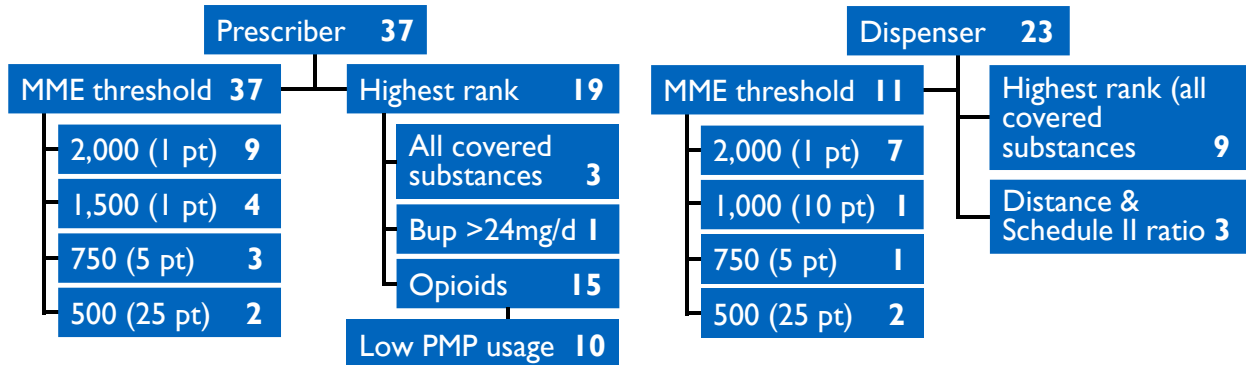 Prescriber 37
MME threshold 37
2,000 (1 pt) 9
1,500 (1 pt) 4
750 (5 pt) 3
500 (25 pt) 2
Highest rank 19
All covered
substances 3
Bup >24mg/d 1
Opioids 15
Low PMP usage 10
Dispenser 23
MME threshold 11
2,000 (1 pt) 7
1,000 (10 pt) 1
750 (5 pt) 1
500 (25 pt) 2
Highest rank (all
covered
substances 9
Distance &
Schedule II ratio 3